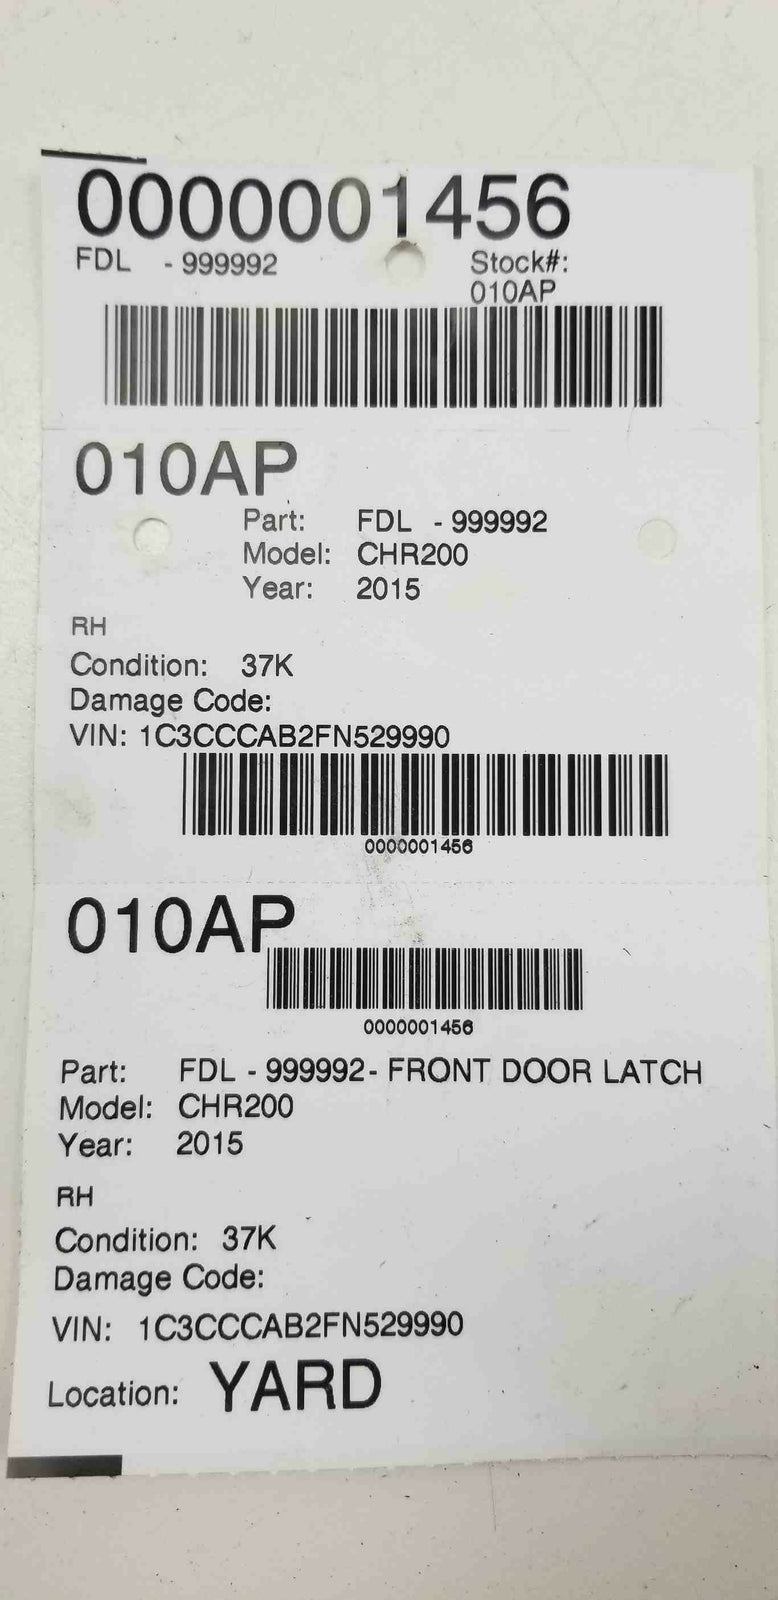 0000001456
FDL - 999992 Stock#:
010AP
010AP
Part: FDL - 999992
Model: CHR200
Year: 2015
RH
Condition: 37K
Damage Code:
VIN: 1C3CCCAB2FN529990
0000001456
010AP
0000001456
Part: FDL - 999992- FRONT DOOR LATCH
Model: CHR200
Year: 2015
RH
Condition: 37K
Damage Code:
VIN: 1C3CCCAB2FN529990
Location: YARD